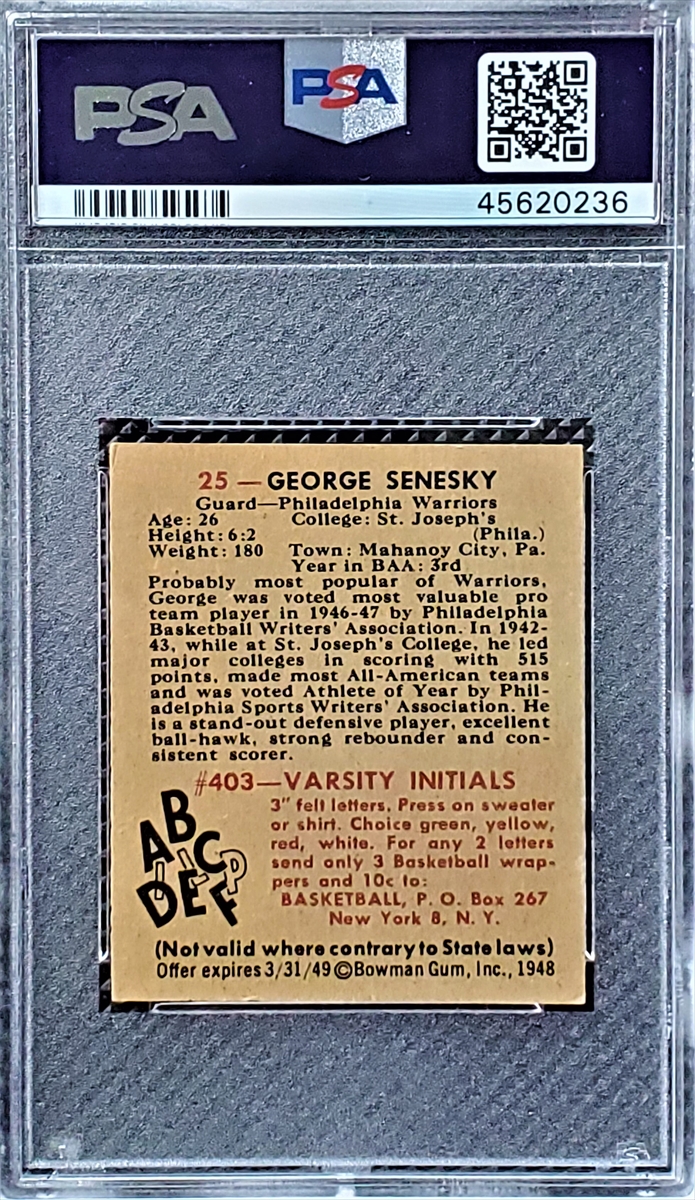 PSA
PSA
45620236
25 — GEORGE SENESKY
Guard—Philadelphia Warriors
Age: 26 College: St. Joseph's
Height: 6:2 (Phila.)
Weight: 180 Town: Mahanoy City, Pa.
Year in BAA: 3rd
Probably most popular of Warriors,
George was voted most valuable pro
team player in 1946-47 by Philadelphia
Basketball Writers' Association. In 1942-
43, while at St. Joseph's College, he led
major colleges in scoring with 515
points, made most All-American teams
and was voted Athlete of Year by Phil-
adelphia Sports Writers' Association. He
is a stand-out defensive player, excellent
ball-hawk, strong rebounder and con-
sistent scorer.
#403—VARSITY INITIALS
3" felt letters. Press on sweater
or shirt. Choice green, yellow,
red, white. For any 2 letters
send only 3 Basketball wrap-
pers and 10c to:
BASKETBALL, P. O. Box 267
New York 8, N. Y.
A B C
D E F
(Not valid where contrary to State laws)
Offer expires 3/31/49 ©Bowman Gum, Inc., 1948